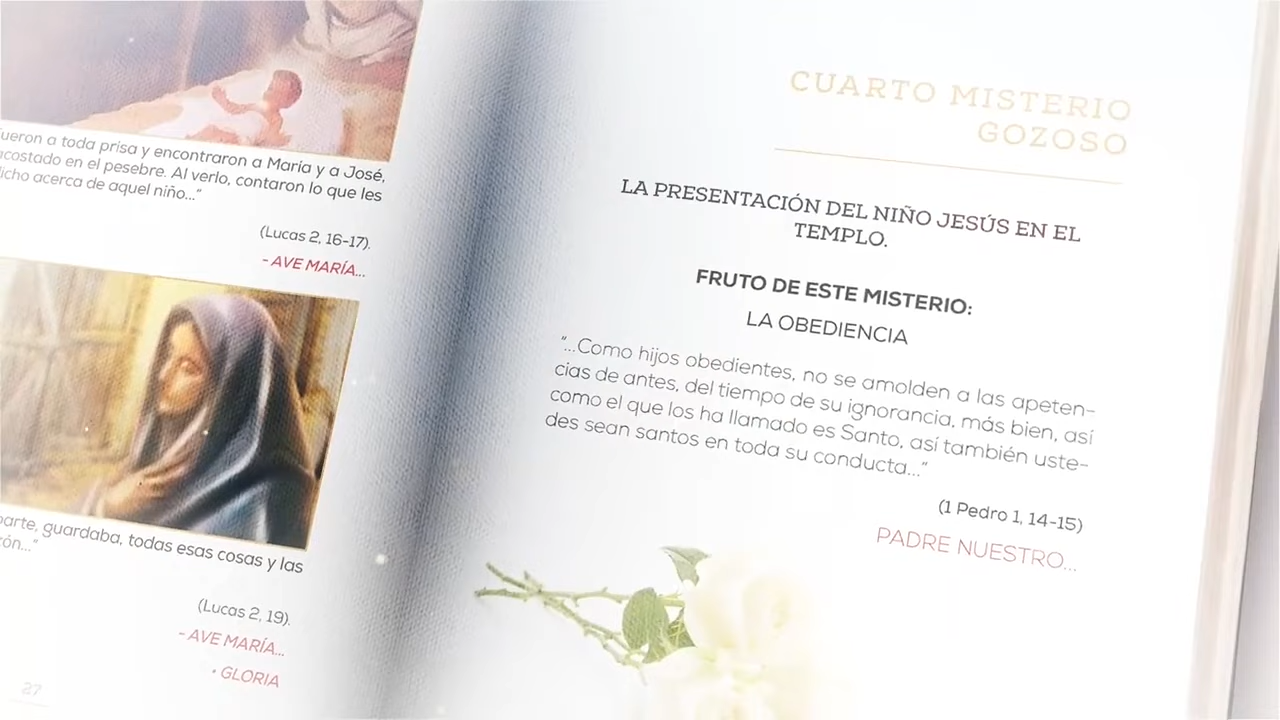 ueron a toda prisa y encontraron a María y a José,
acostado en el pesebre. Al verlo, contaron lo que les
dicho acerca de aquel niño..."
(Lucas 2, 16-17).
- AVE MARÍA...
parte, guardaba, todas esas cosas y las
zón..."
(Lucas 2, 19).
- AVE MARÍA...
• GLORIA
27
CUARTO MISTERIO
GOZOSO
LA PRESENTACIÓN DEL NIÑO JESÚS EN EL
TEMPLO.
FRUTO DE ESTE MISTERIO:
LA OBEDIENCIA
"...Como hijos obedientes, no se amolden a las apeten-
cias de antes, del tiempo de su ignorancia, más bien, así
como el que los ha llamado es Santo, así también uste-
des sean santos en toda su conducta..."
(1 Pedro 1, 14-15)
PADRE NUESTRO...